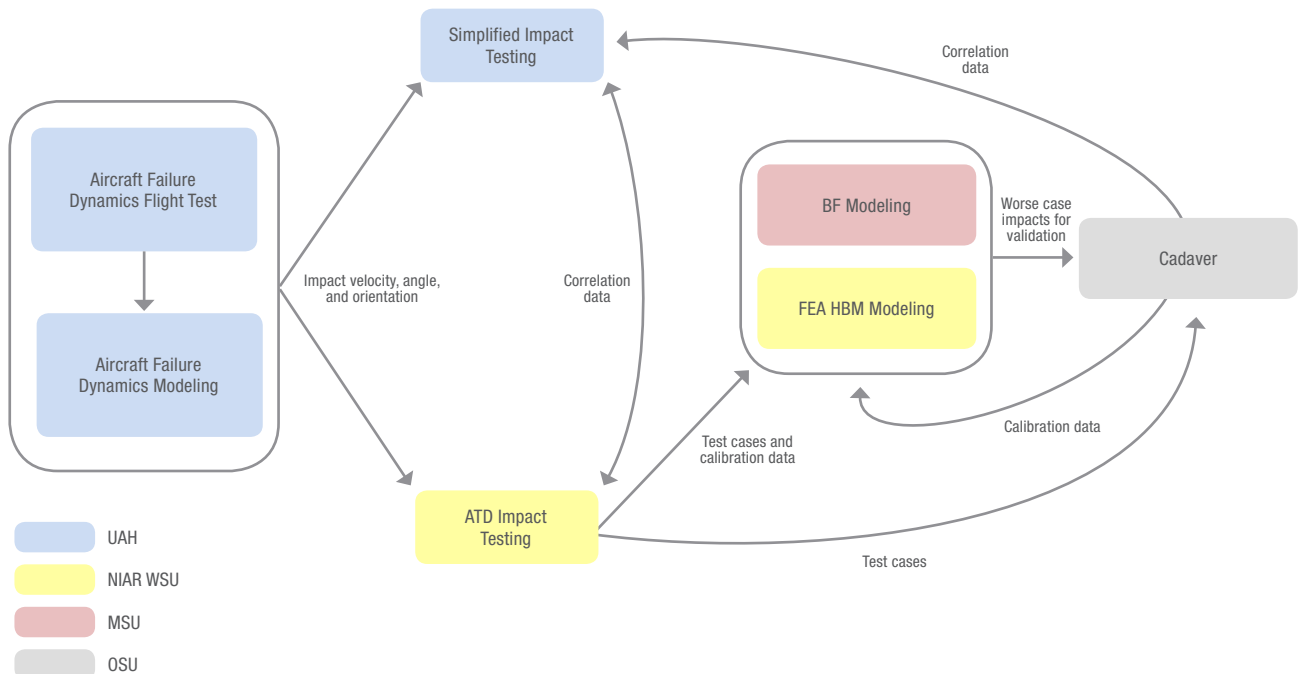 Simplified Impact
Testing
Correlation
data
Aircraft Failure
Dynamics Flight Test
BF Modeling
Worse case
impacts for
validation
Cadaver
Impact velocity, angle,
and orientation
Correlation
data
FEA HBM Modeling
Aircraft Failure
Dynamics Modeling
Test cases and
calibration data
Calibration data
ATD Impact
Testing
Test cases
UAH
NIAR WSU
MSU
OSU